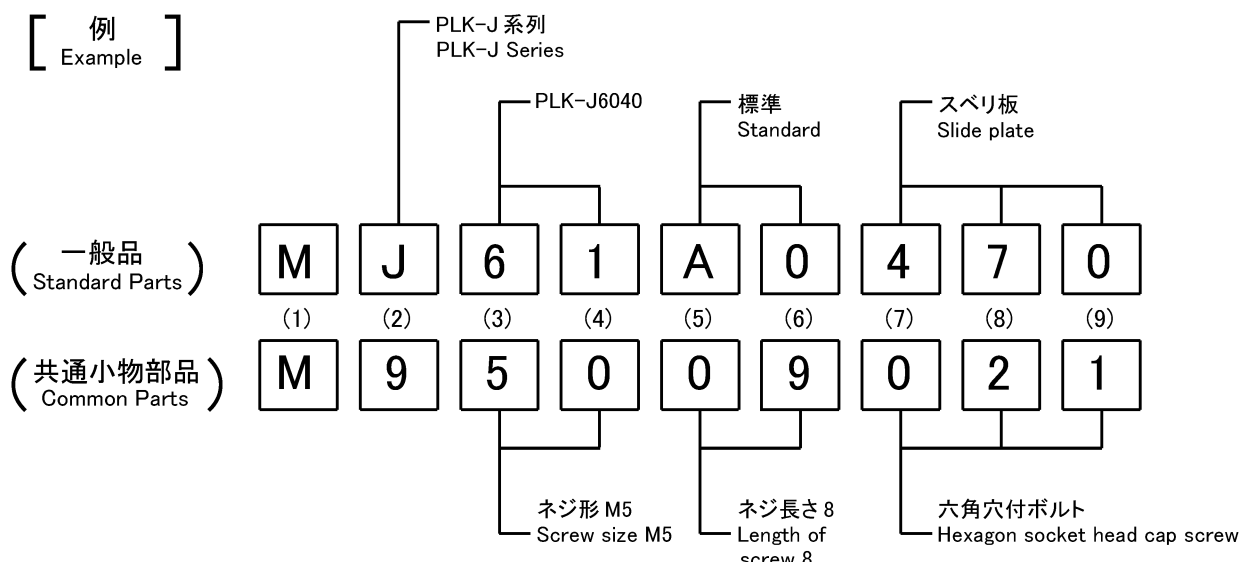 例
Example
PLK-J 系列
PLK-J Series
PLK-J6040
標準
Standard
スベリ板
Slide plate
一般品
Standard Parts
M J 6 1 A 0 4 7 0
(1) (2) (3) (4) (5) (6) (7) (8) (9)
共通小物部品
Common Parts
M 9 5 0 0 9 0 2 1
ネジ形 M5
Screw size M5
ネジ長さ 8
Length of
screw 8
六角穴付ボルト
Hexagon socket head cap screw